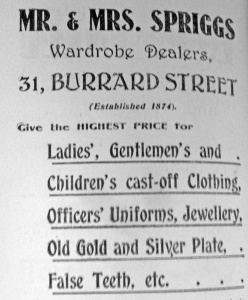 MR. & MRS. SPRIGGS
Wardrobe Dealers,
31, BURRARD STREET
(Established 1874).
Give the HIGHEST PRICE for
Ladies', Gentlemen's and .
Children's cast-off Clothing,
Officers' Uniforms, Jewellery,
Old Gold and Silver Plate, .
False Teeth, etc. . . .